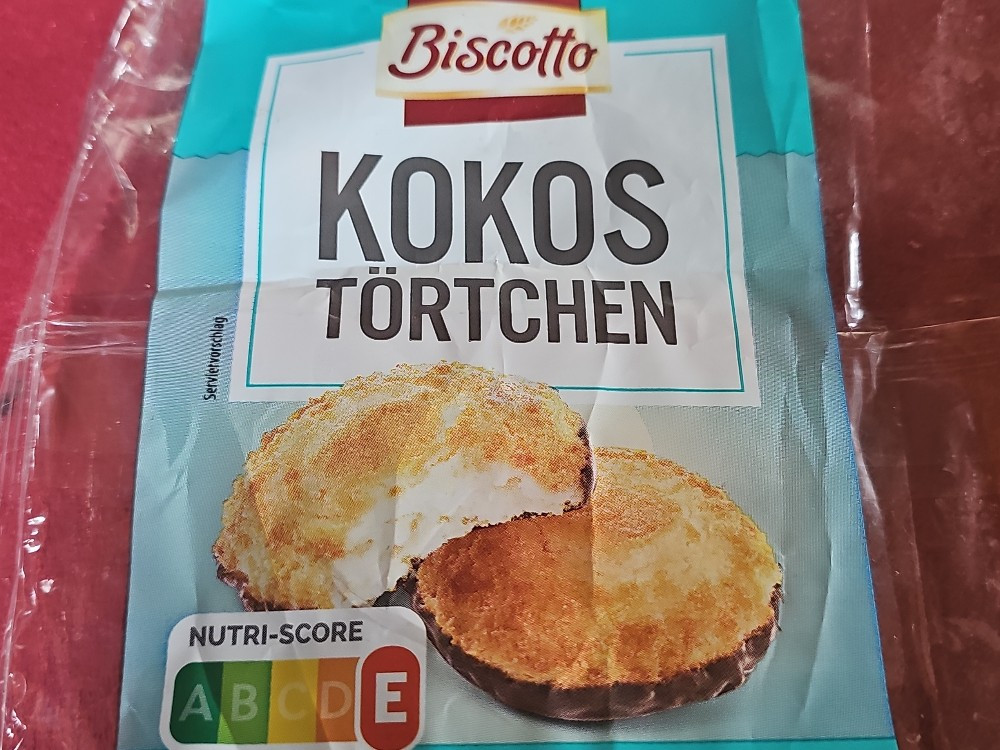 Biscotto
KOKOS
TÖRTCHEN
Serviervorschlag
NUTRI-SCORE
A B C D E